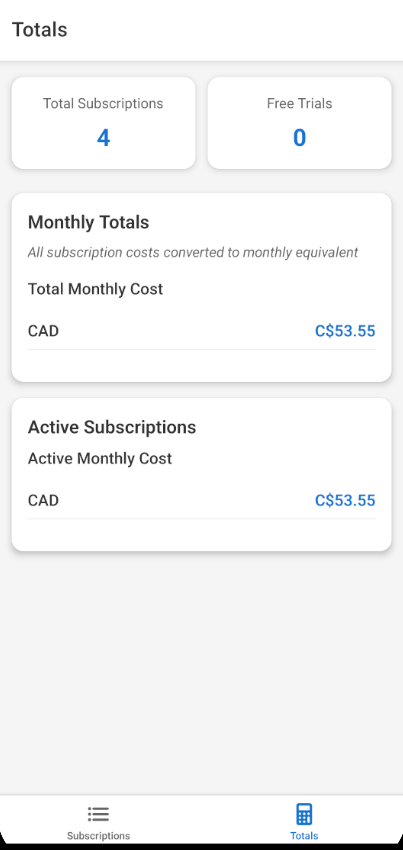 Totals
Total Subscriptions
4
Free Trials
0
Monthly Totals
All subscription costs converted to monthly equivalent
Total Monthly Cost
CAD C$53.55
Active Subscriptions
Active Monthly Cost
CAD C$53.55
Subscriptions
Totals